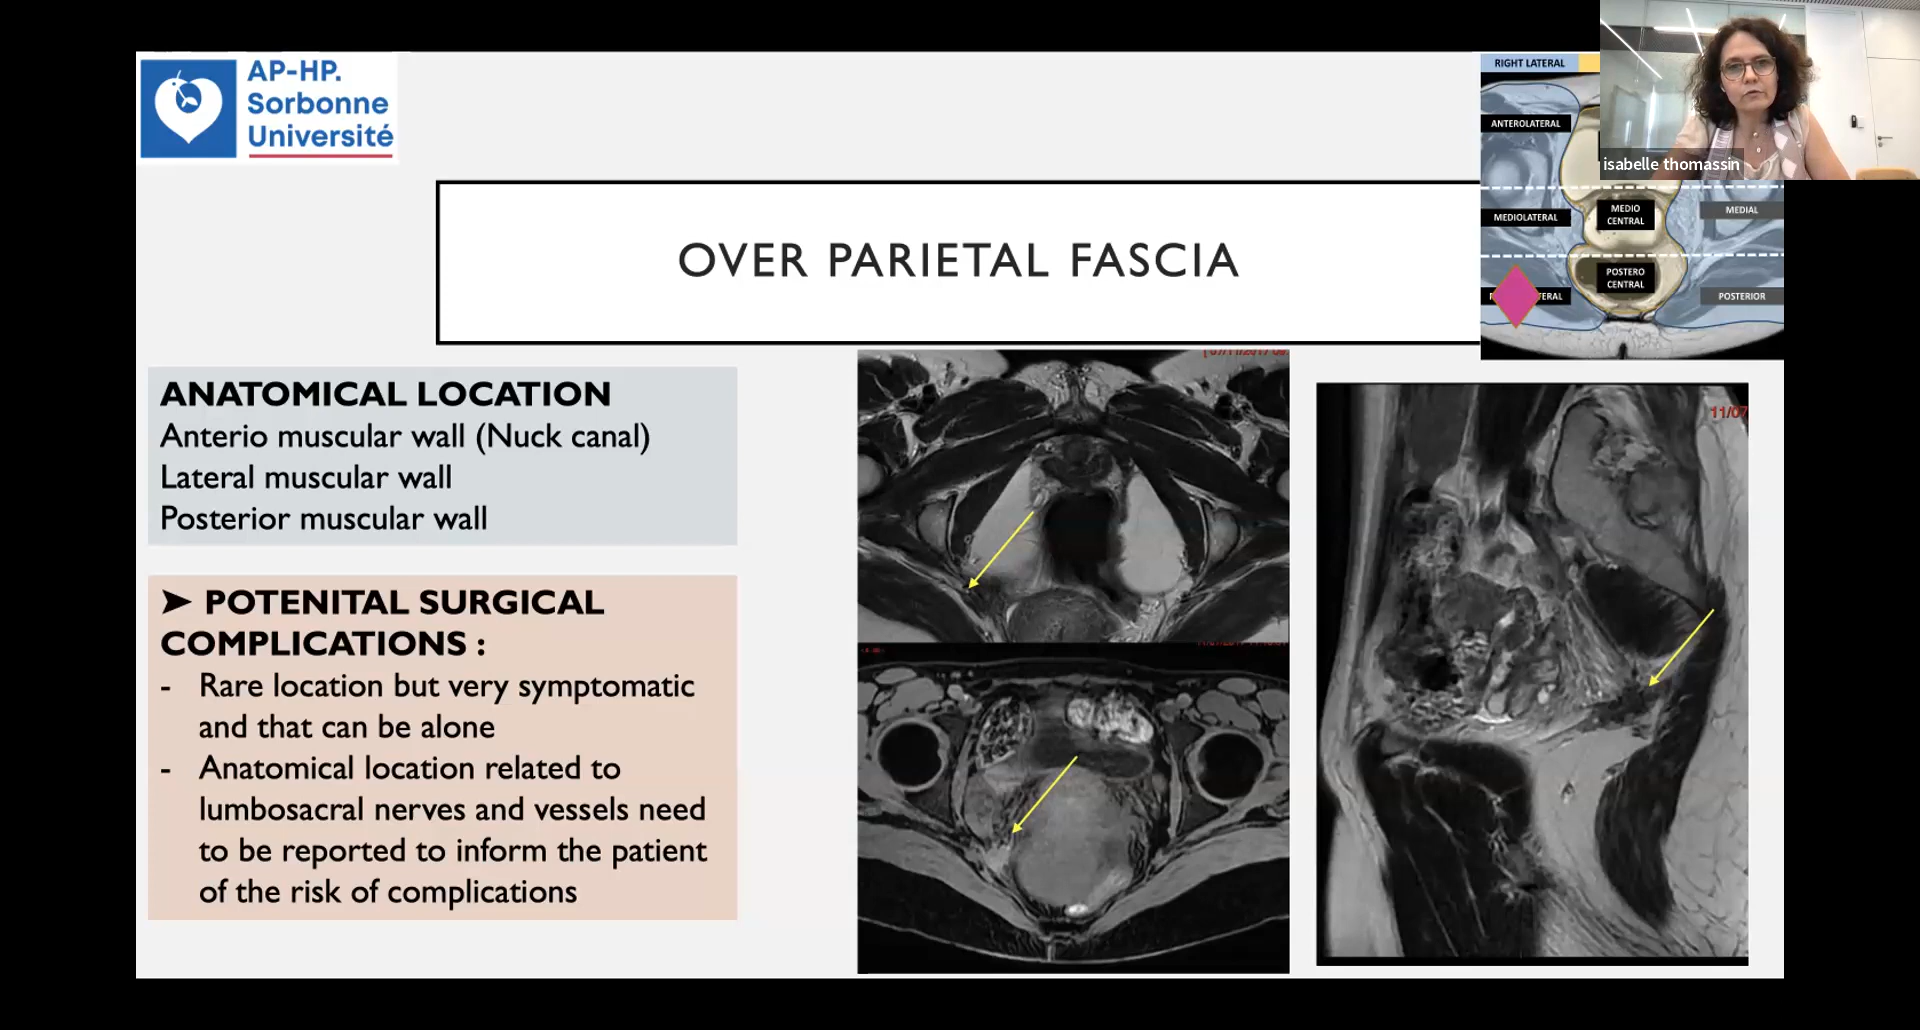 AP-HP.
Sorbonne
Université
RIGHT LATERAL
ANTEROLATERAL
isabelle thomassin
MEDIOLATERAL
MEDIO
CENTRAL
MEDIAL
POSTERO
CENTRAL
POSTERIOR
OVER PARIETAL FASCIA
ANATOMICAL LOCATION
Anterio muscular wall (Nuck canal)
Lateral muscular wall
Posterior muscular wall
➤ POTENITAL SURGICAL
COMPLICATIONS :
- Rare location but very symptomatic
and that can be alone
- Anatomical location related to
lumbosacral nerves and vessels need
to be reported to inform the patient
of the risk of complications
11/07